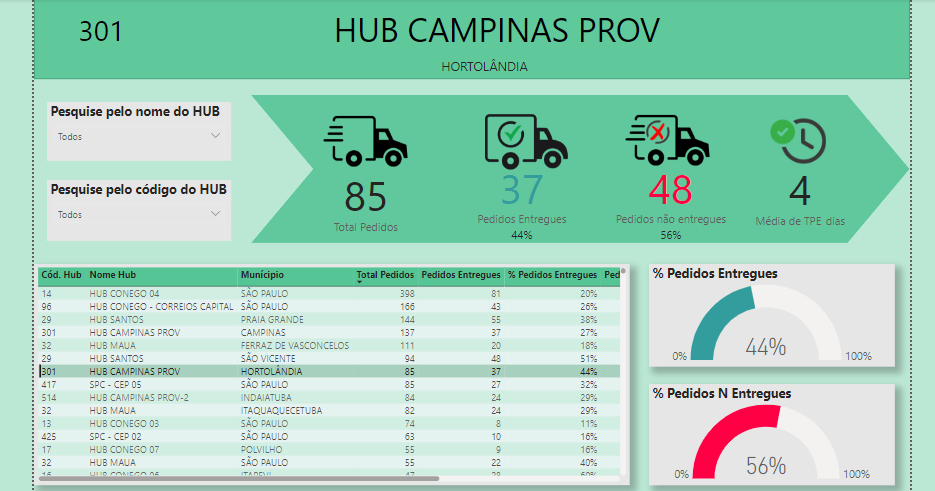 301
HUB CAMPINAS PROV
HORTOLÂNDIA
Pesquise pelo nome do HUB
Todos
Pesquise pelo código do HUB
Todos
85
Total Pedidos
37
Pedidos Entregues
44%
48
Pedidos não entregues
56%
4
Média de TPE dias
Cód. Hub Nome Hub Município Total Pedidos Pedidos Entregues % Pedidos Entregues Ped
14 HUB CONEGO 04 SÃO PAULO 398 81 20%
96 HUB CONEGO - CORREIOS CAPITAL SÃO PAULO 166 43 26%
29 HUB SANTOS PRAIA GRANDE 144 55 38%
301 HUB CAMPINAS PROV CAMPINAS 137 37 27%
32 HUB MAUA FERRAZ DE VASCONCELOS 111 20 18%
29 HUB SANTOS SÃO VICENTE 94 48 51%
301 HUB CAMPINAS PROV HORTOLÂNDIA 85 37 44%
417 SPC - CEP 05 SÃO PAULO 85 27 32%
514 HUB CAMPINAS PROV-2 INDAIATUBA 84 24 29%
32 HUB MAUA ITAQUAQUECETUBA 82 24 29%
13 HUB CONEGO 03 SÃO PAULO 74 8 11%
425 SPC - CEP 02 SÃO PAULO 63 10 16%
17 HUB CONEGO 07 POLVILHO 55 9 16%
32 HUB MAUA SÃO PAULO 55 22 40%
% Pedidos Entregues
44%
0% 100%
% Pedidos N Entregues
56%
0% 100%